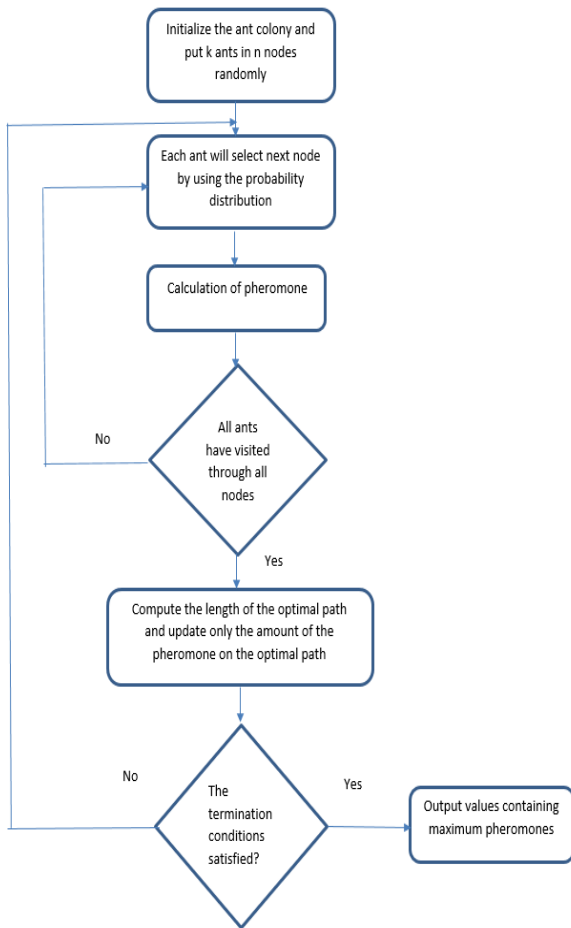 Initialize the ant colony and
put k ants in n nodes
randomly
Each ant will select next node
by using the probability
distribution
Calculation of pheromone
All ants
have visited
through all
nodes
No
Yes
Compute the length of the optimal path
and update only the amount of the
pheromone on the optimal path
No
The
termination
conditions
satisfied?
Yes
Output values containing
maximum pheromones